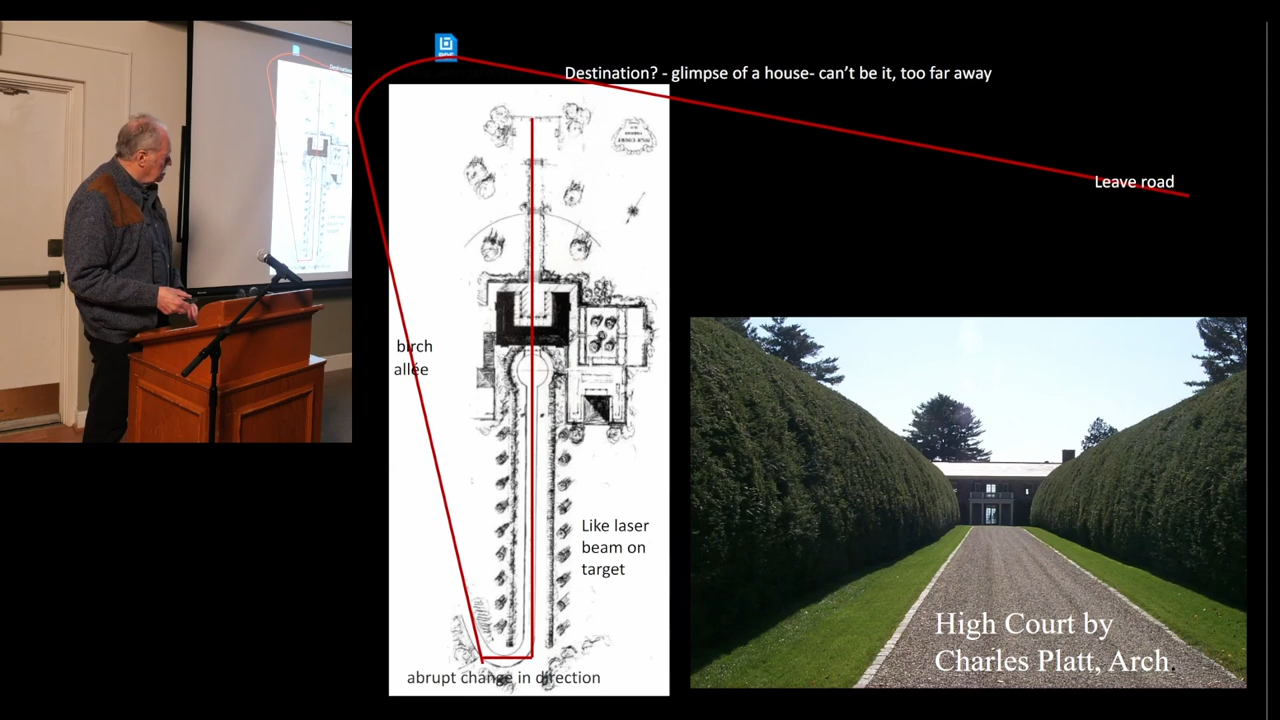 Destination? - glimpse of a house- can't be it, too far away
Leave road
birch
allée
Like laser
beam on
target
abrupt change in direction
High Court by
Charles Platt, Arch